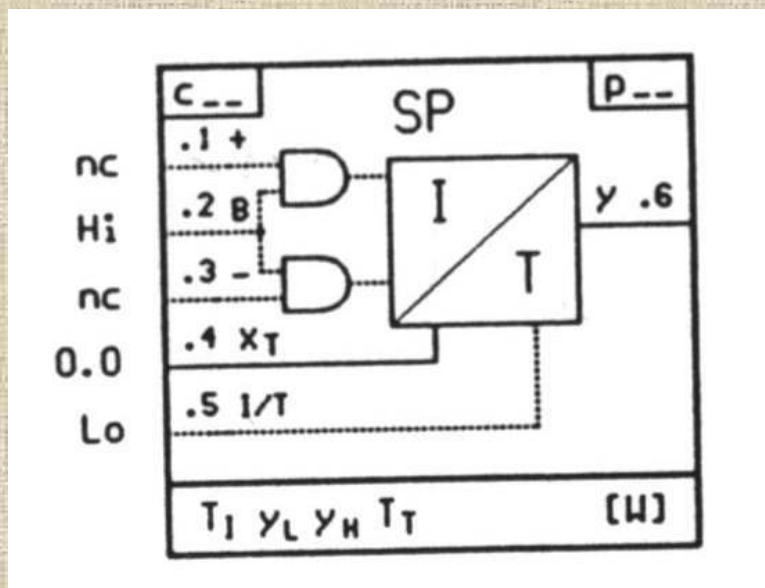 c__ SP p__
nc .1 +
I
Hi .2 B y .6
nc .3 -
T
0.0 .4 XT
Lo .5 I/T
TI yL yH TT [W]